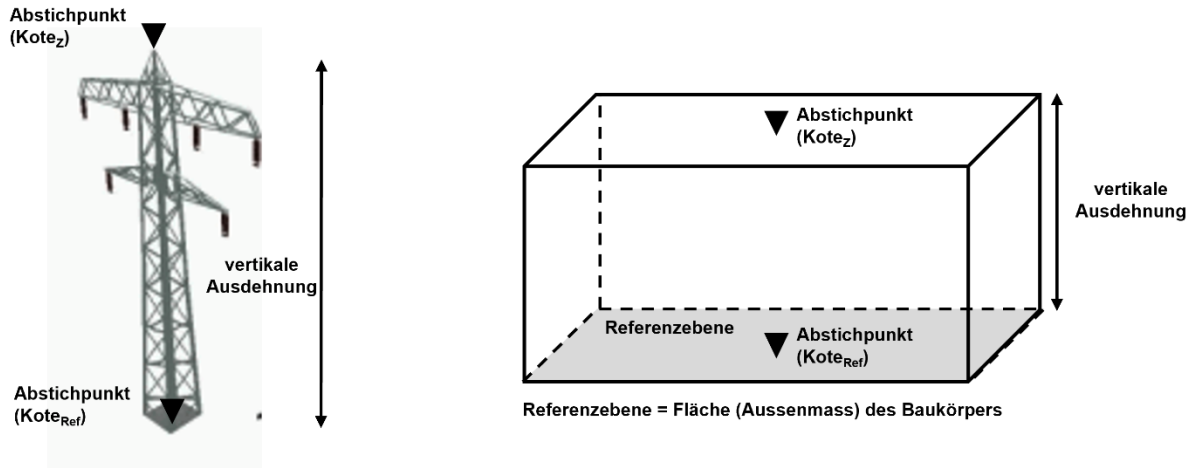 Abstichpunkt
(KoteZ)
vertikale
Ausdehnung
Abstichpunkt
(KoteRef)
Abstichpunkt
(KoteZ)
vertikale
Ausdehnung
Referenzebene
Abstichpunkt
(KoteRef)
Referenzebene = Fläche (Aussenmass) des Baukörpers